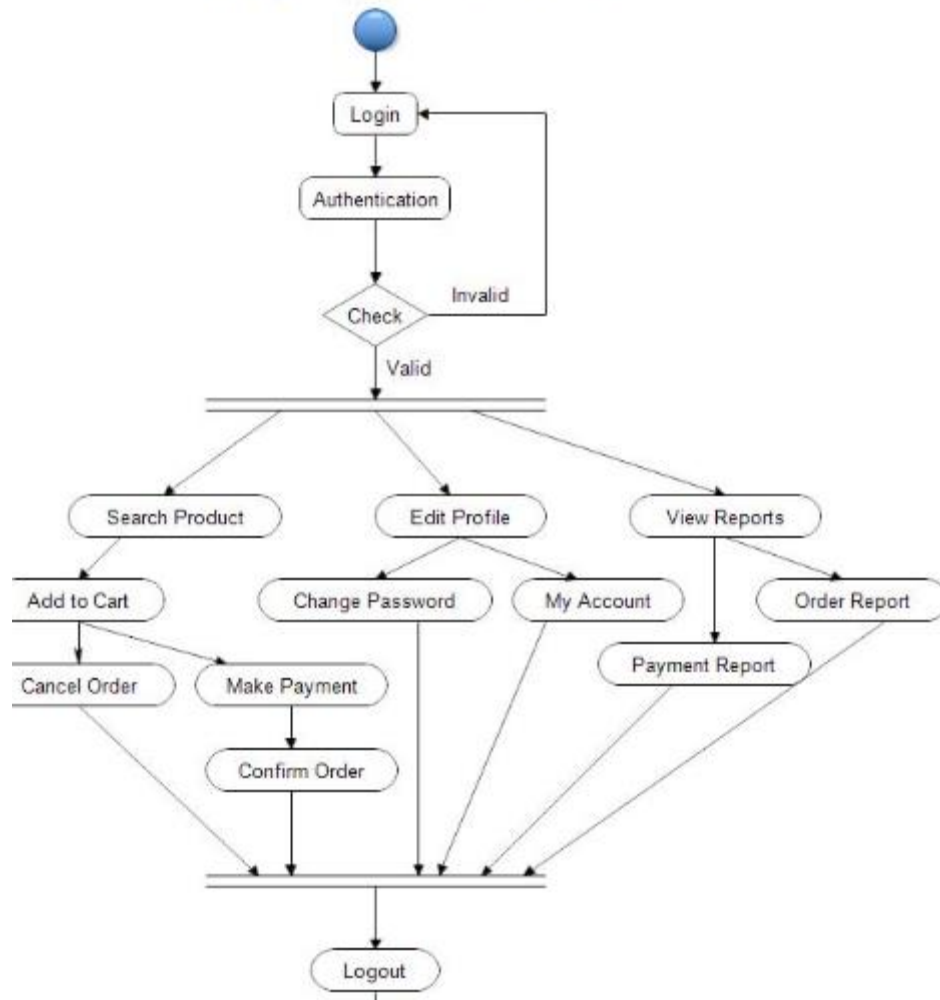 Login
Authentication
Invalid
Check
Valid
Search Product
Edit Profile
View Reports
Add to Cart
Change Password
My Account
Order Report
Payment Report
Cancel Order
Make Payment
Confirm Order
Logout